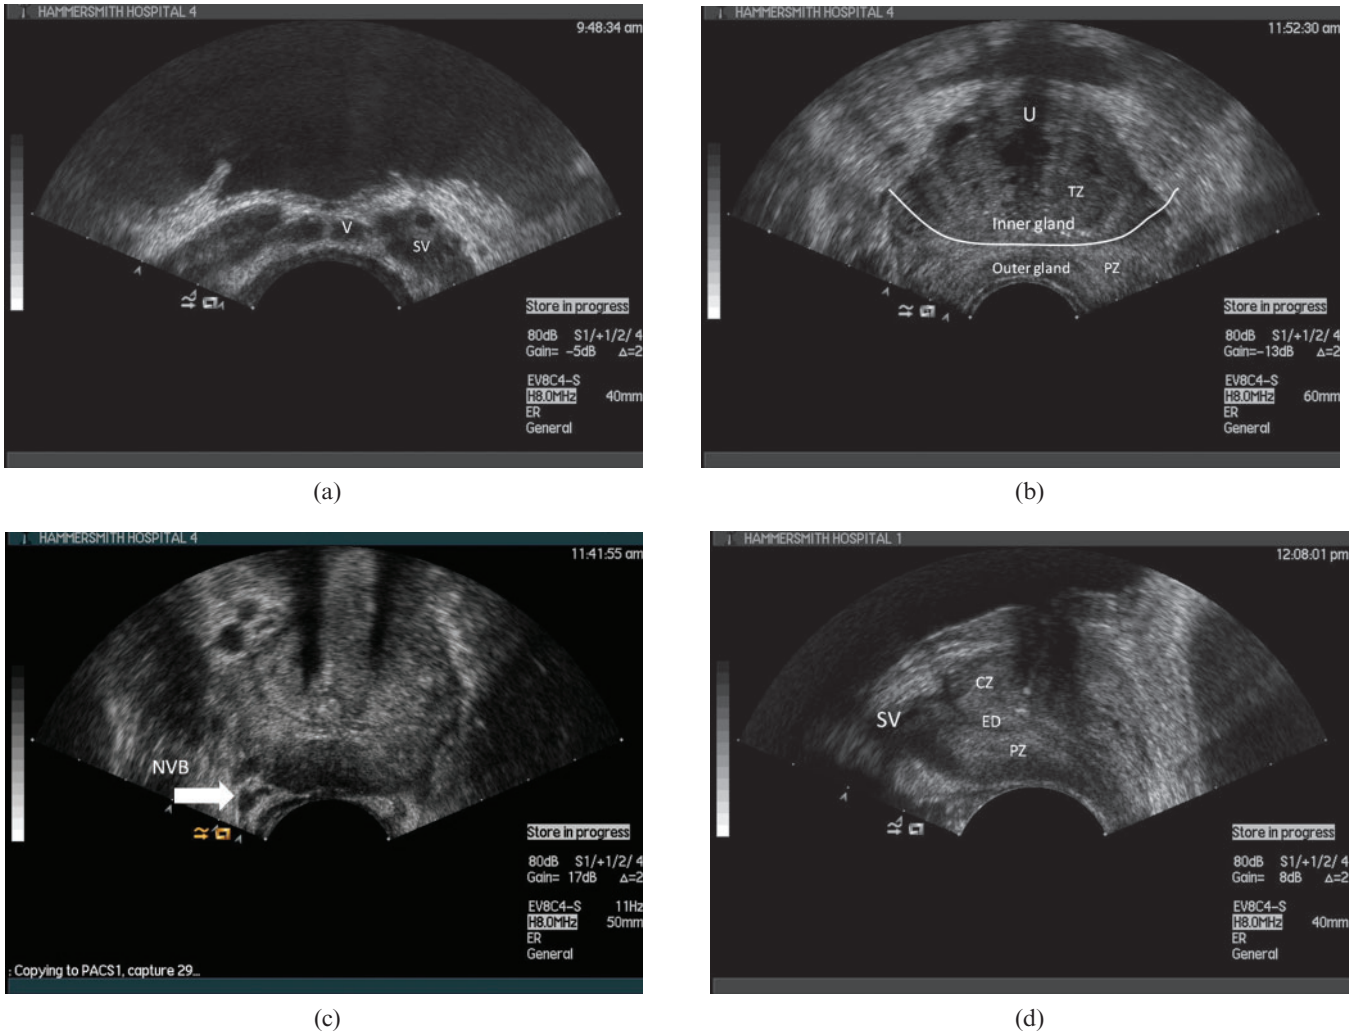 HAMMERSMITH HOSPITAL 4
9:48:34 am
V
SV
Store in progress
80dB S1/+1/2/ 4
Gain= -5dB Δ=2
EV8C4-S
H8.0MHz 40mm
ER
General
(a)
HAMMERSMITH HOSPITAL 4
11:52:30 am
U
TZ
Inner gland
Outer gland PZ
Store in progress
80dB S1/+1/2/ 4
Gain=-13dB Δ=2
EV8C4-S
H8.0MHz 60mm
ER
General
(b)
HAMMERSMITH HOSPITAL 4
11:41:55 am
NVB
Store in progress
80dB S1/+1/2/ 4
Gain= 17dB Δ=2
EV8C4-S 11Hz
H8.0MHz 50mm
ER
General
: Copying to PACS1, capture 29...
(c)
HAMMERSMITH HOSPITAL 1
12:08:01 pm
CZ
SV
ED
PZ
Store in progress
80dB S1/+1/2/ 4
Gain= 8dB Δ=2
EV8C4-S
H8.0MHz 40mm
ER
General
(d)